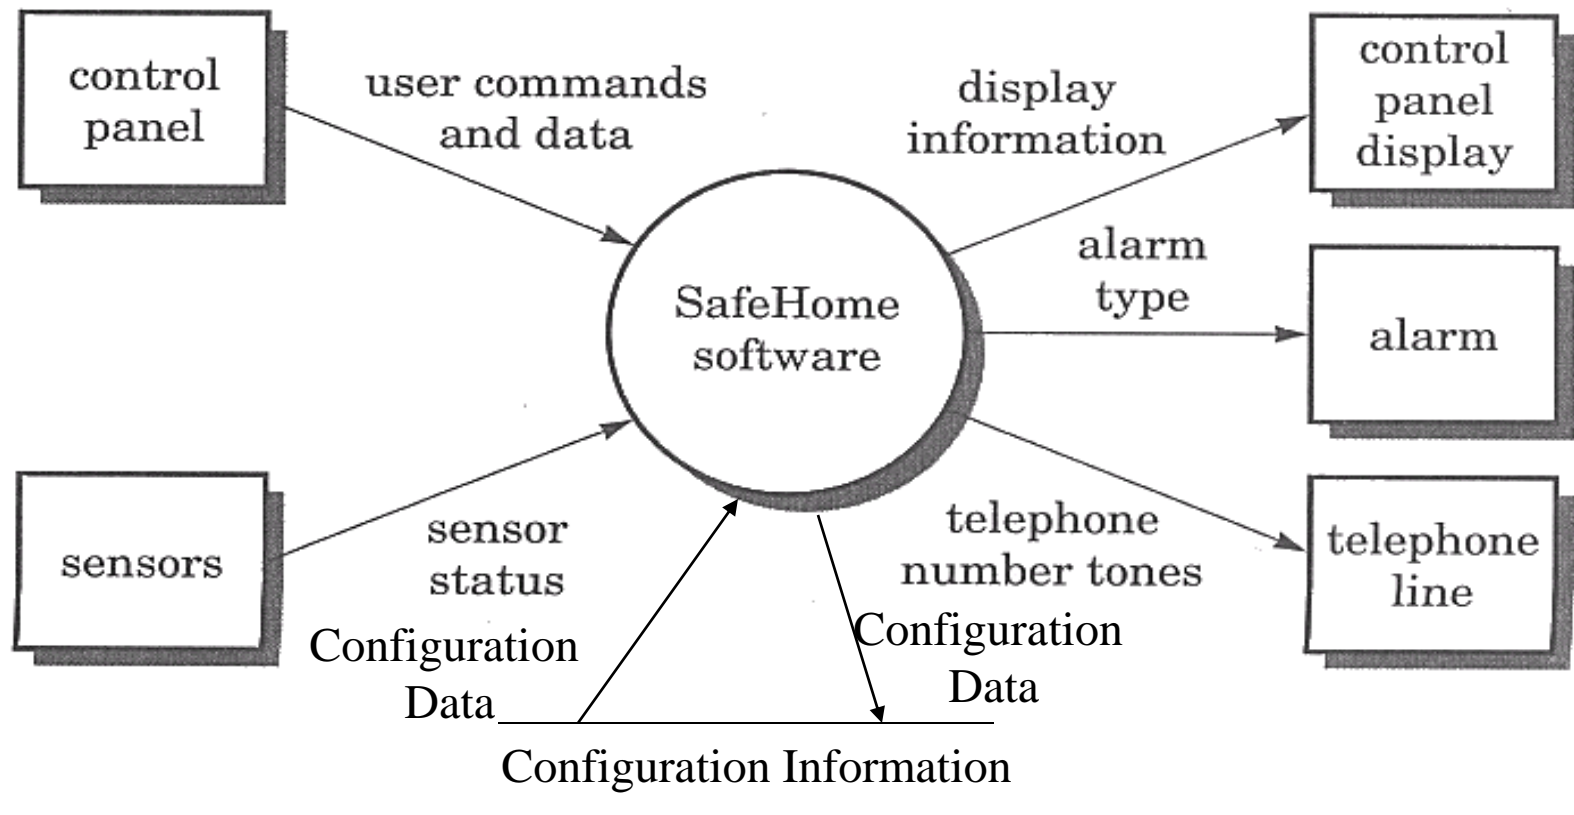 control
panel
user commands
and data
display
information
control
panel
display
SafeHome
software
alarm
type
alarm
sensors
sensor
status
telephone
number tones
telephone
line
Configuration
Data
Configuration
Data
Configuration Information